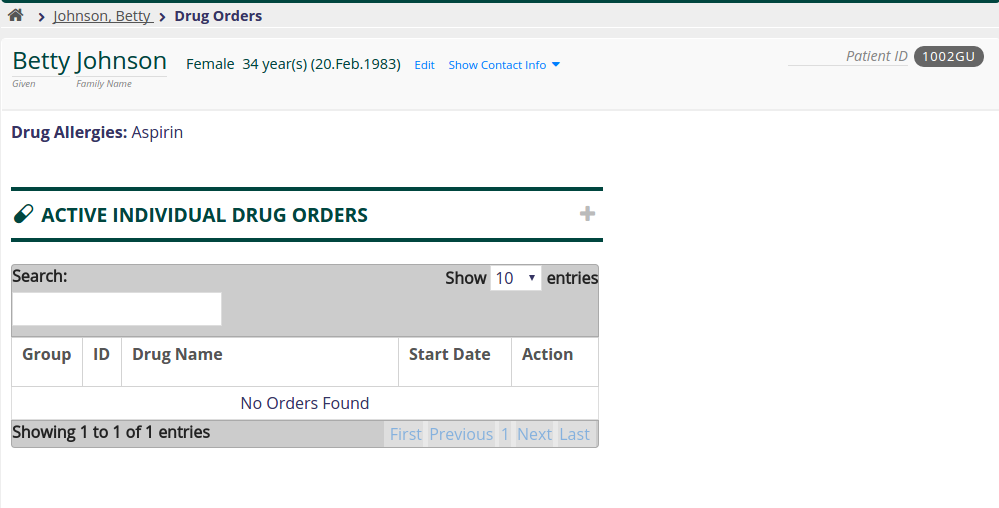 Johnson, Betty Drug Orders
Betty Johnson Female 34 year(s) (20.Feb.1983) Edit Show Contact Info Patient ID 1002GU
Given Family Name
Drug Allergies: Aspirin
ACTIVE INDIVIDUAL DRUG ORDERS
Search: Show 10 entries
Group ID Drug Name Start Date Action
No Orders Found
Showing 1 to 1 of 1 entries First Previous 1 Next Last